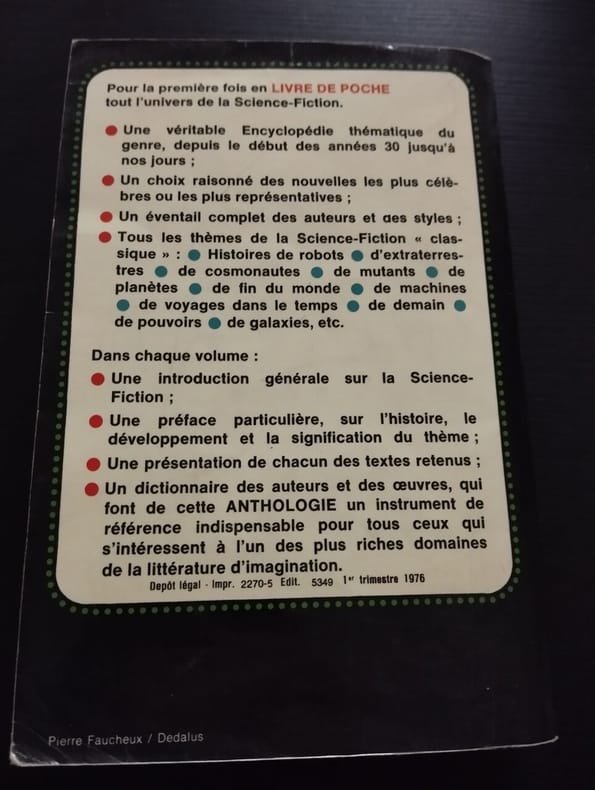 Pour la première fois en LIVRE DE POCHE
tout l'univers de la Science-Fiction.
● Une véritable Encyclopédie thématique du
genre, depuis le début des années 30 jusqu'à
nos jours ;
● Un choix raisonné des nouvelles les plus célè-
bres ou les plus représentatives ;
● Un éventail complet des auteurs et des styles ;
● Tous les thèmes de la Science-Fiction « clas-
sique » : ● Histoires de robots ● d'extraterres-
tres ● de cosmonautes ● de mutants ● de
planètes ● de fin du monde ● de machines
● de voyages dans le temps ● de demain ●
de pouvoirs ● de galaxies, etc.
Dans chaque volume :
● Une introduction générale sur la Science-
Fiction ;
● Une préface particulière, sur l'histoire, le
développement et la signification du thème ;
● Une présentation de chacun des textes retenus ;
● Un dictionnaire des auteurs et des œuvres, qui
font de cette ANTHOLOGIE un instrument de
référence indispensable pour tous ceux qui
s'intéressent à l'un des plus riches domaines
de la littérature d'imagination.
Depôt légal - Impr. 2270-5 Edit. 5349 1er trimestre 1976
Pierre Faucheux / Dedalus